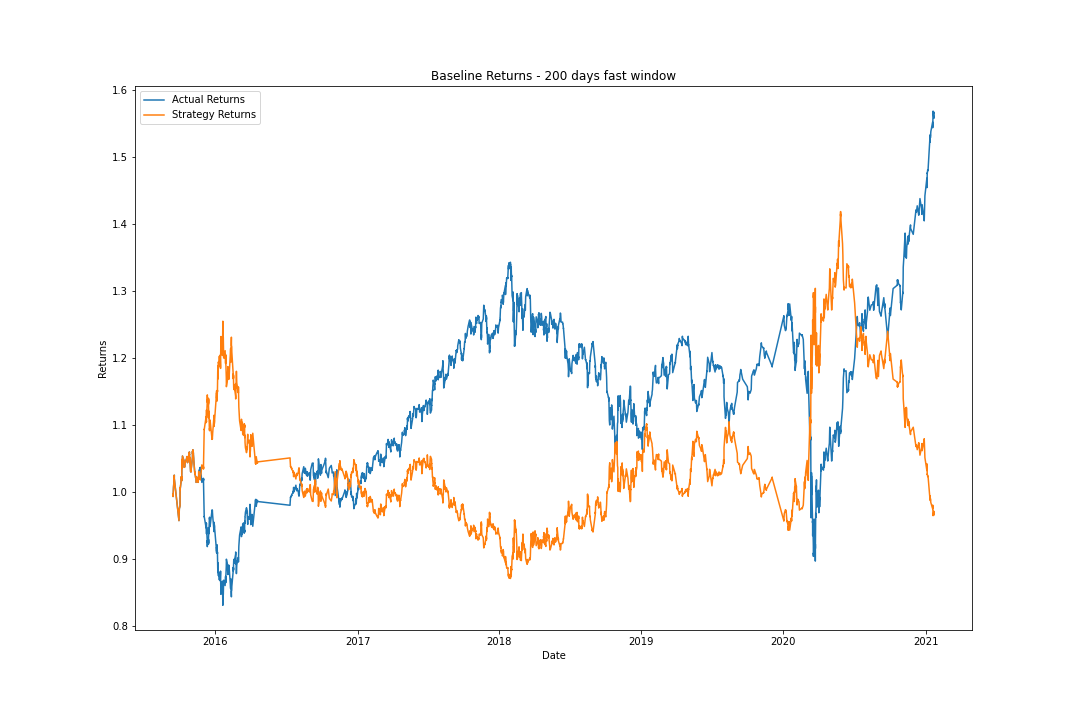 Baseline Returns - 200 days fast window
Actual Returns
Strategy Returns
Returns
1.6
1.5
1.4
1.3
1.2
1.1
1.0
0.9
0.8
2016 2017 2018 2019 2020 2021
Date